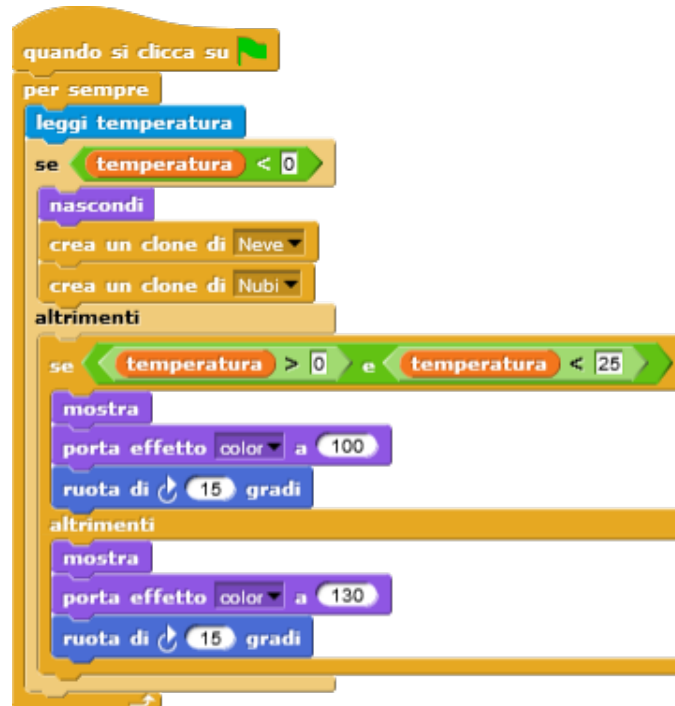 quando si clicca su
per sempre
leggi temperatura
se temperatura < 0
nascondi
crea un clone di Neve
crea un clone di Nubi
altrimenti
se temperatura > 0 e temperatura < 25
mostra
porta effetto color a 100
ruota di 15 gradi
altrimenti
mostra
porta effetto color a 130
ruota di 15 gradi